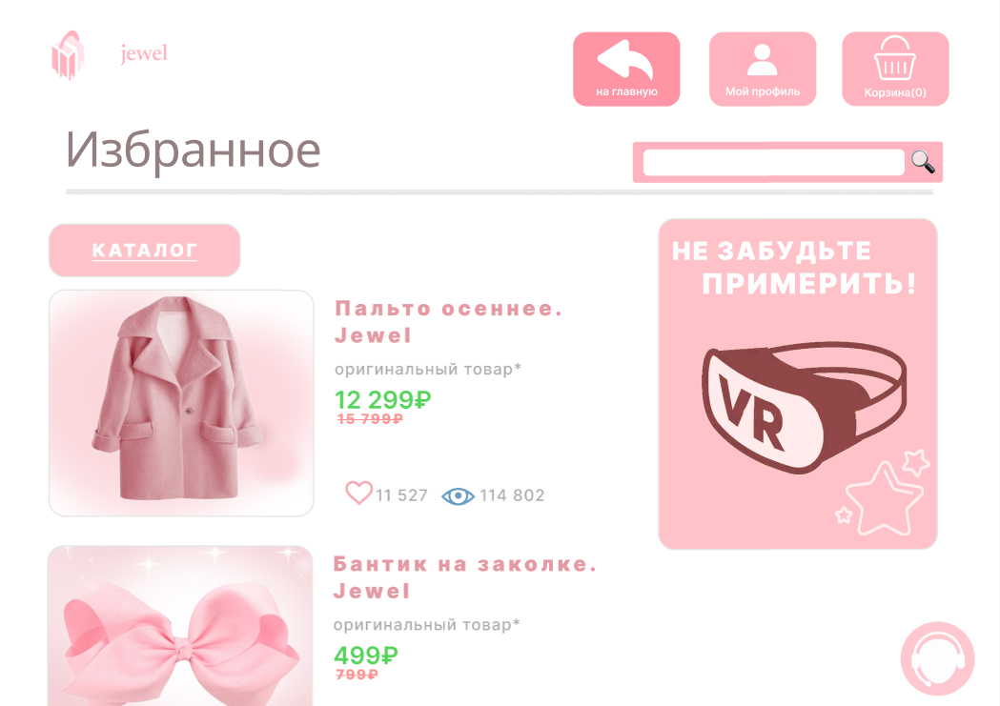 jewel
на главную
Мой профиль
Корзина(0)
Избранное
КАТАЛОГ
Пальто осеннее.
Jewel
оригинальный товар*
12 299₽
15 799₽
11 527
114 802
Бантик на заколке.
Jewel
оригинальный товар*
499₽
799₽
НЕ ЗАБУДЬТЕ
ПРИМЕРИТЬ!
VR